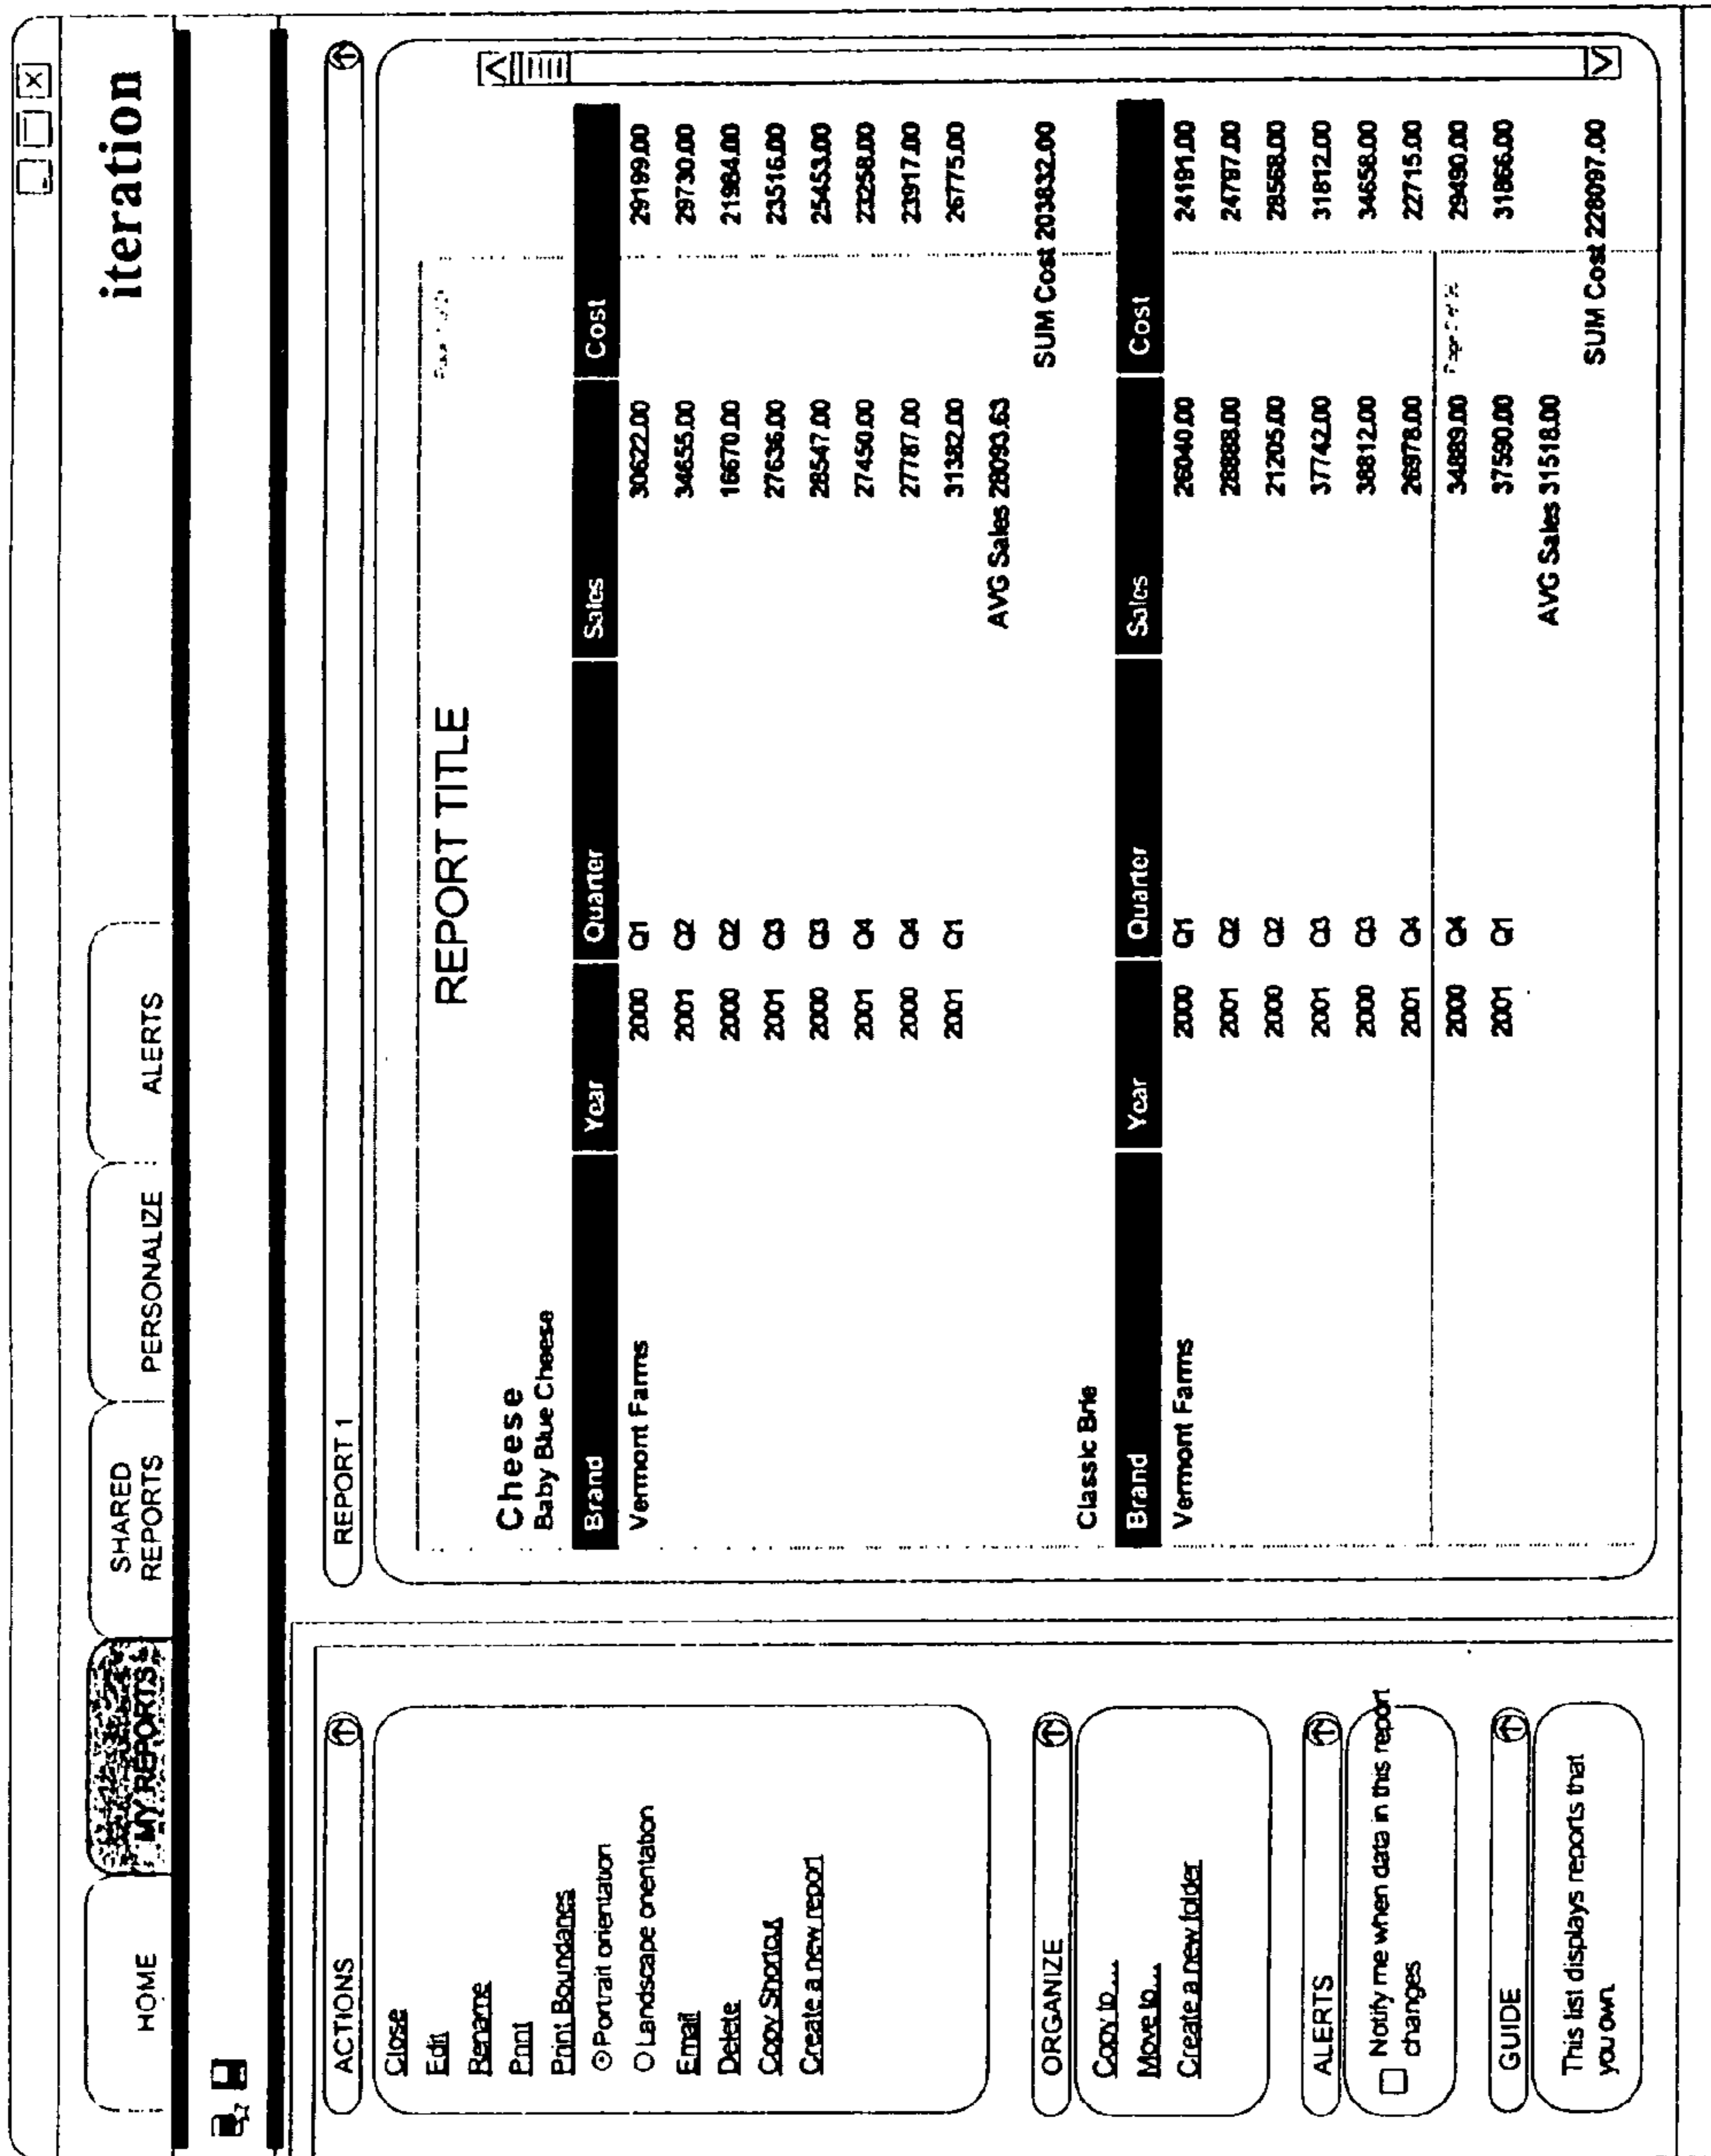 iteration
HOME
MY REPORTS
SHARED
REPORTS
PERSONALIZE
ALERTS
ACTIONS
Close
Edit
Rename
Print
Print Boundaries
Portrait orientation
Landscape orientation
Email
Delete
Copy Shortcut
Create a new report
ORGANIZE
Copy to...
Move to...
Create a new folder
ALERTS
Notify me when data in this report
changes
GUIDE
This list displays reports that
you own.
REPORT 1
REPORT TITLE
Cheese
Baby Blue Cheese
Brand Year Quarter Sales Cost
Vermont Farms 2000 Q1 30622.00 29199.00
2001 Q2 34655.00 29730.00
2000 Q2 16670.00 21984.00
2001 Q3 27636.00 23516.00
2000 Q3 28547.00 25453.00
2001 Q4 27450.00 23258.00
2000 Q4 27787.00 23917.00
2001 Q1 31382.00 26775.00
AVG Sales 28093.63
SUM Cost 203832.00
Classic Brie
Brand Year Quarter Sales Cost
Vermont Farms 2000 Q1 26040.00 24191.00
2001 Q2 28888.00 24797.00
2000 Q2 21205.00 28568.00
2001 Q3 37742.00 31812.00
2000 Q3 38812.00 34658.00
2001 Q4 26978.00 22715.00
2000 Q4 34889.00 29490.00
2001 Q1 37590.00 31866.00
AVG Sales 31518.00
SUM Cost 228097.00